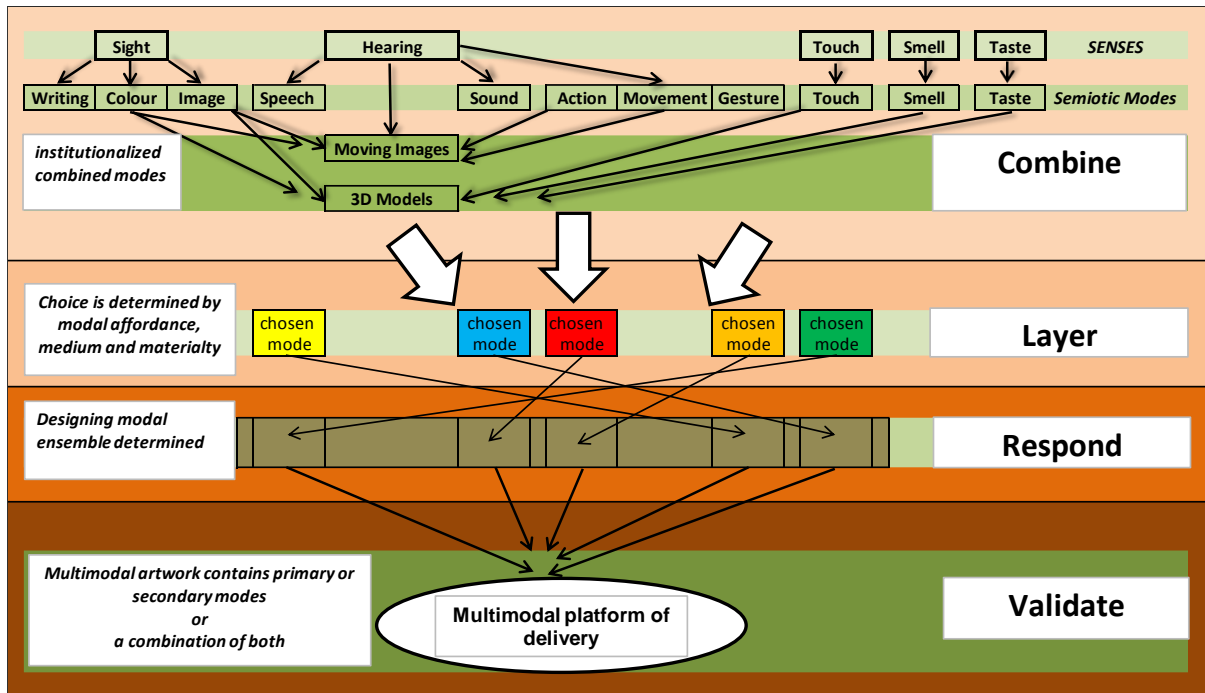 Sight Hearing Touch Smell Taste SENSES
Writing Colour Image Speech Sound Action Movement Gesture Touch Smell Taste Semiotic Modes
institutionalized
combined modes
Moving Images
3D Models
Combine
Choice is determined by
modal affordance,
medium and materialty
chosen
mode
chosen
mode
chosen
mode
chosen
mode
chosen
mode
Layer
Designing modal
ensemble determined
Respond
Multimodal artwork contains primary or
secondary modes
or
a combination of both
Multimodal platform of
delivery
Validate